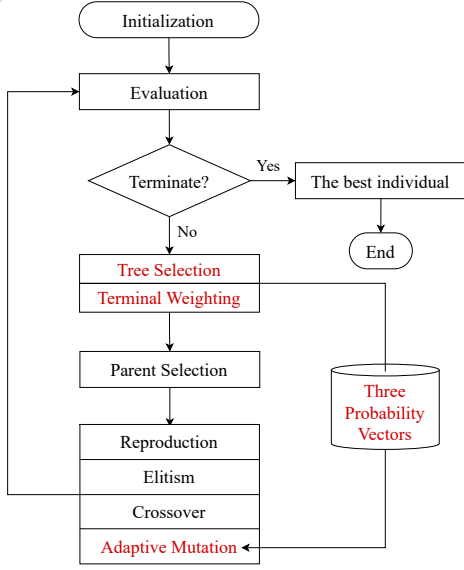 Initialization
Evaluation
Terminate?
Yes
The best individual
End
No
Tree Selection
Terminal Weighting
Parent Selection
Three
Probability
Vectors
Reproduction
Elitism
Crossover
Adaptive Mutation